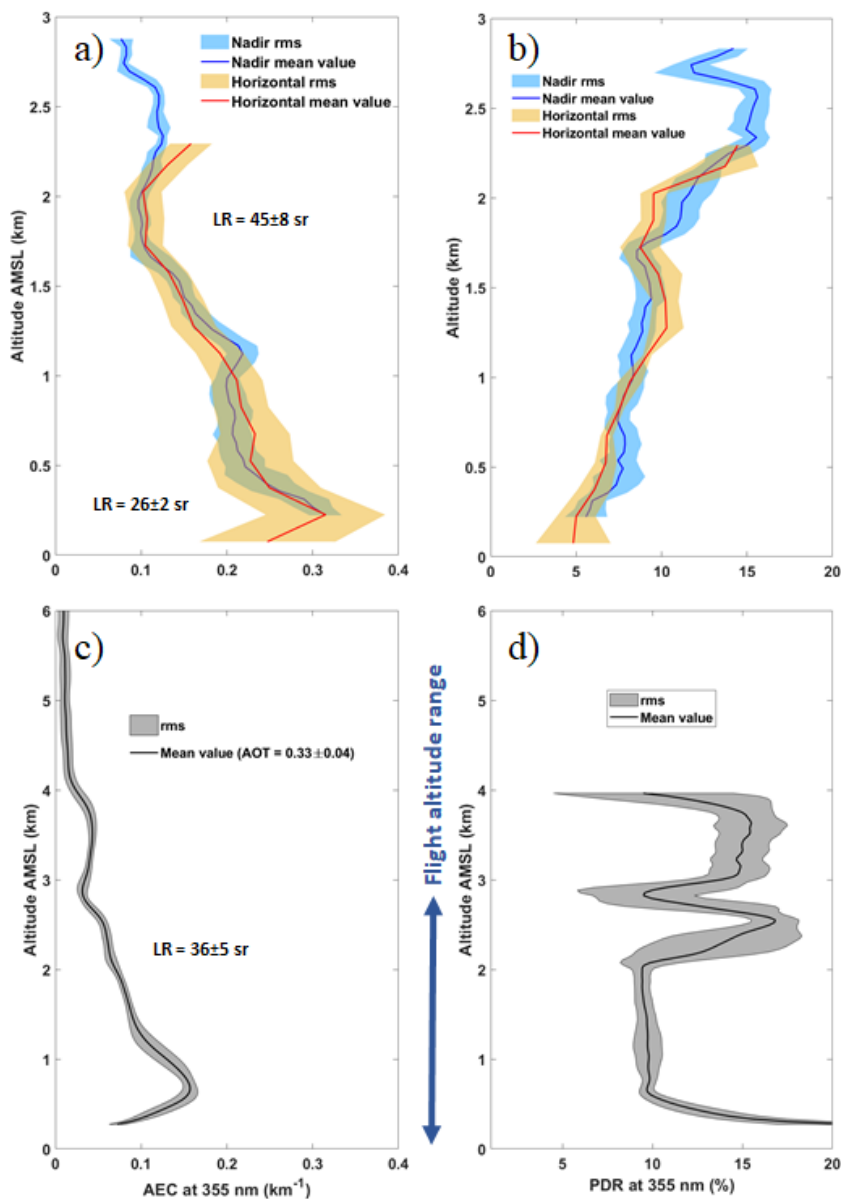 a)
Nadir rms
Nadir mean value
Horizontal rms
Horizontal mean value
LR = 45±8 sr
LR = 26±2 sr
Altitude AMSL (km)
3
2.5
2
1.5
1
0.5
0
0 0.1 0.2 0.3 0.4
b)
Nadir rms
Nadir mean value
Horizontal rms
Horizontal mean value
Altitude (km)
3
2.5
2
1.5
1
0.5
0
5 10 15 20
c)
rms
Mean value (AOT = 0.33±0.04)
LR = 36±5 sr
Altitude AMSL (km)
6
5
4
3
2
1
0
0 0.1 0.2 0.3 0.4
AEC at 355 nm (km-1)
Flight altitude range
d)
rms
Mean value
Altitude AMSL (km)
6
5
4
3
2
1
0
5 10 15 20
PDR at 355 nm (%)